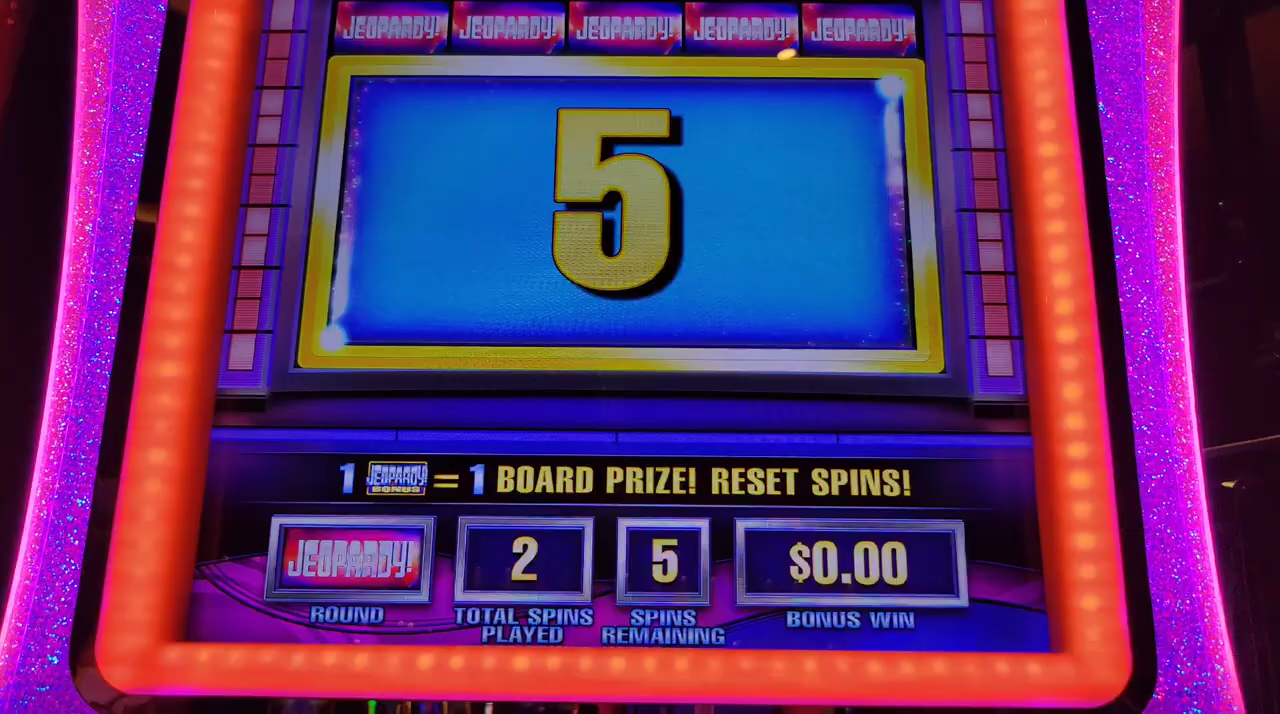 JEOPARDY! JEOPARDY! JEOPARDY! JEOPARDY! JEOPARDY!
5
1 JEOPARDY! BONUS = 1 BOARD PRIZE! RESET SPINS!
JEOPARDY! 2 5 $0.00
ROUND TOTAL SPINS PLAYED SPINS REMAINING BONUS WIN